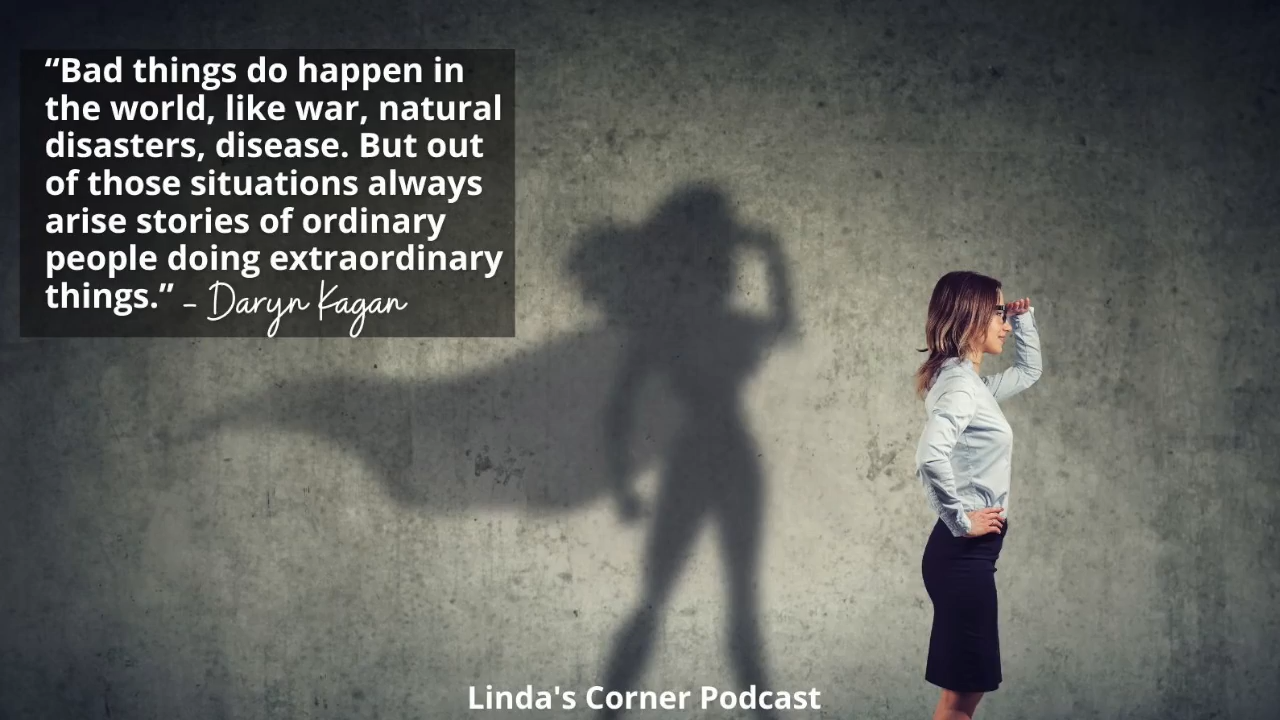 “Bad things do happen in
the world, like war, natural
disasters, disease. But out
of those situations always
arise stories of ordinary
people doing extraordinary
things.” – Daryn Kagan
Linda's Corner Podcast